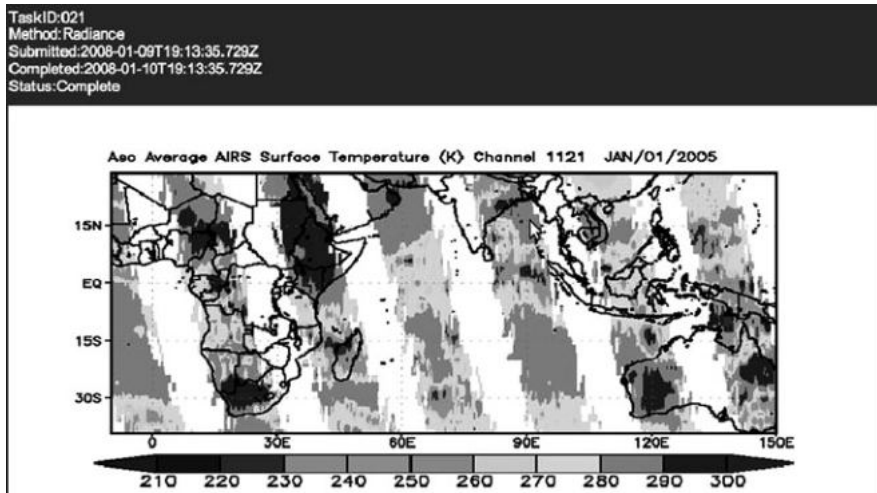 TaskID:021
Method:Radiance
Submitted:2008-01-09T19:13:35.729Z
Completed:2008-01-10T19:13:35.729Z
Status:Complete
Asc Average AIRS Surface Temperature (K) Channel 1121 JAN/01/2005
15N
EQ
15S
30S
0 30E 60E 90E 120E 150E
210 220 230 240 250 260 270 280 290 300